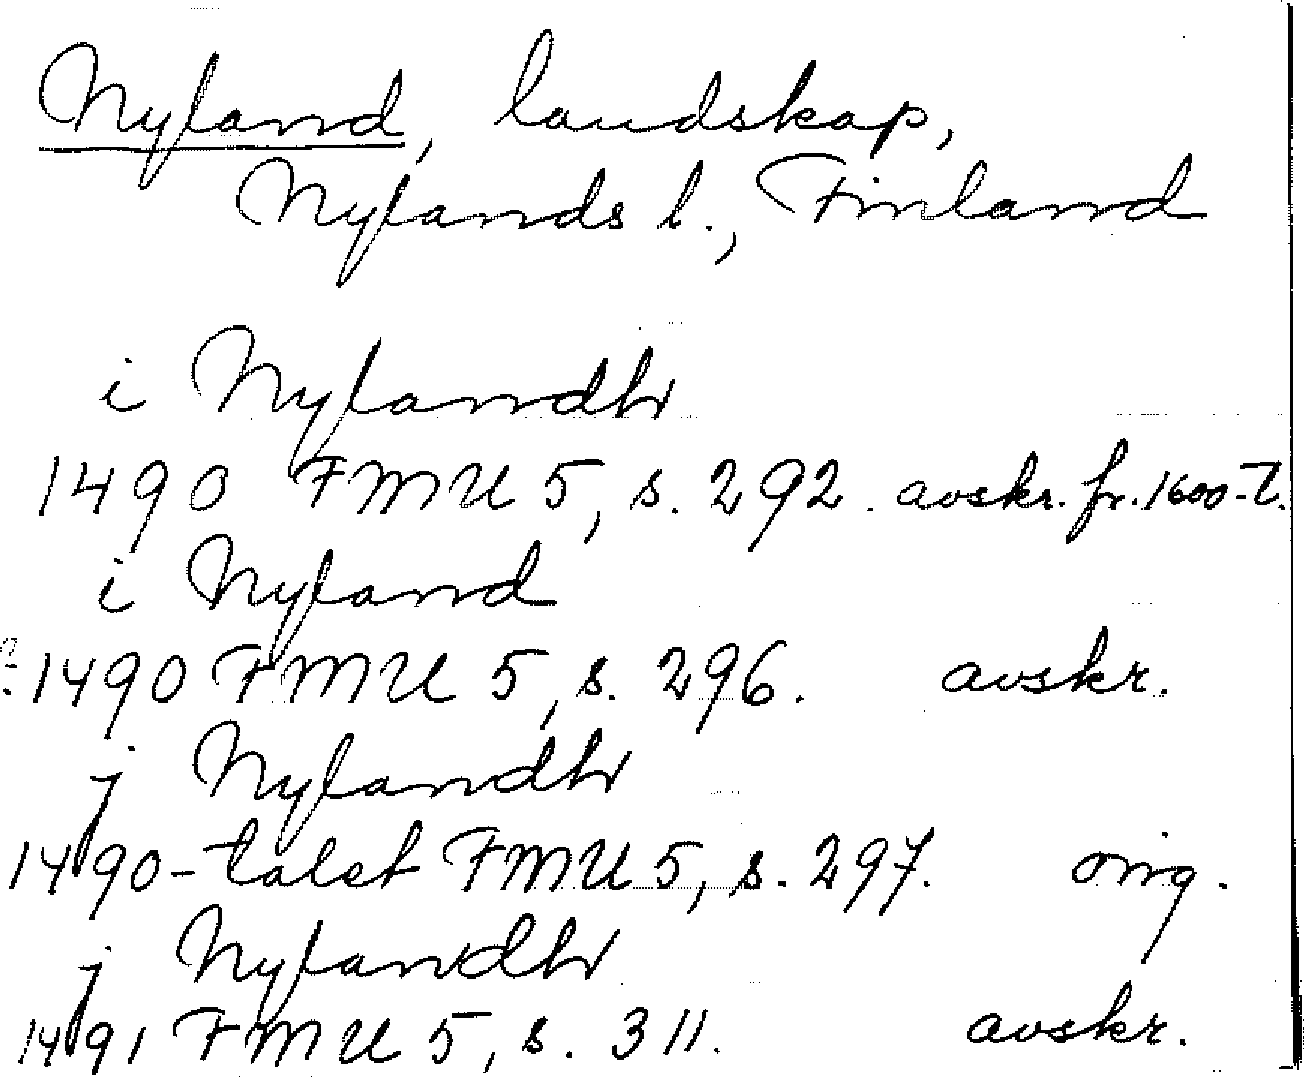 Nyland, landskap,
Nylands l., Finland
i Nylandh
1490 FMU 5, s. 292. avskr. fr. 1600-t.
i Nyland
1490 FMU 5, s. 296. avskr.
j Nylandh
1490-talet FMU 5, s. 297. orig.
j Nylandh
1491 FMU 5, s. 311. avskr.